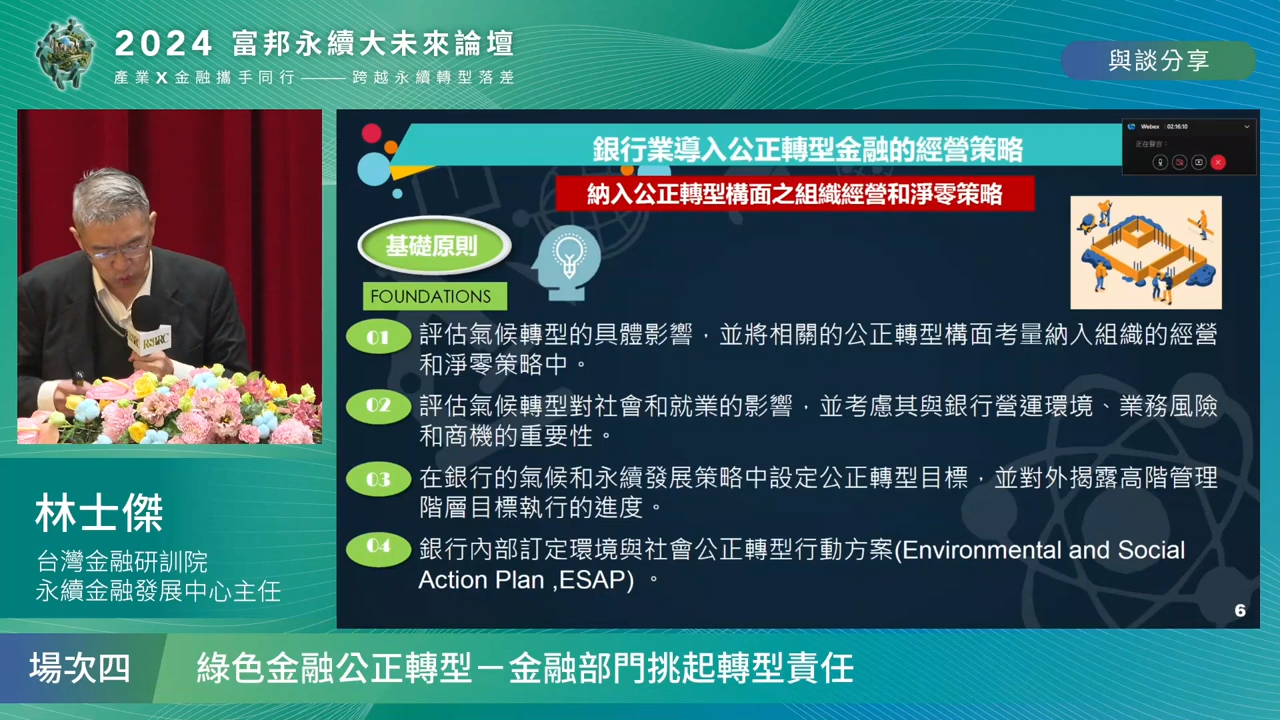 2024 富邦永續大未來論壇
產業X金融攜手同行——跨越永續轉型落差
與談分享
銀行業導入公正轉型金融的經營策略
Webex 02:16:10
正在聲音：
納入公正轉型構面之組織經營和淨零策略
基礎原則
FOUNDATIONS
01 評估氣候轉型的具體影響，並將相關的公正轉型構面考量納入組織的經營
和淨零策略中。
02 評估氣候轉型對社會和就業的影響，並考慮其與銀行營運環境、業務風險
和商機的重要性。
03 在銀行的氣候和永續發展策略中設定公正轉型目標，並對外揭露高階管理
階層目標執行的進度。
04 銀行內部訂定環境與社會公正轉型行動方案(Environmental and Social
Action Plan ,ESAP) 。
6
林士傑
台灣金融研訓院
永續金融發展中心主任
場次四
綠色金融公正轉型－金融部門挑起轉型責任